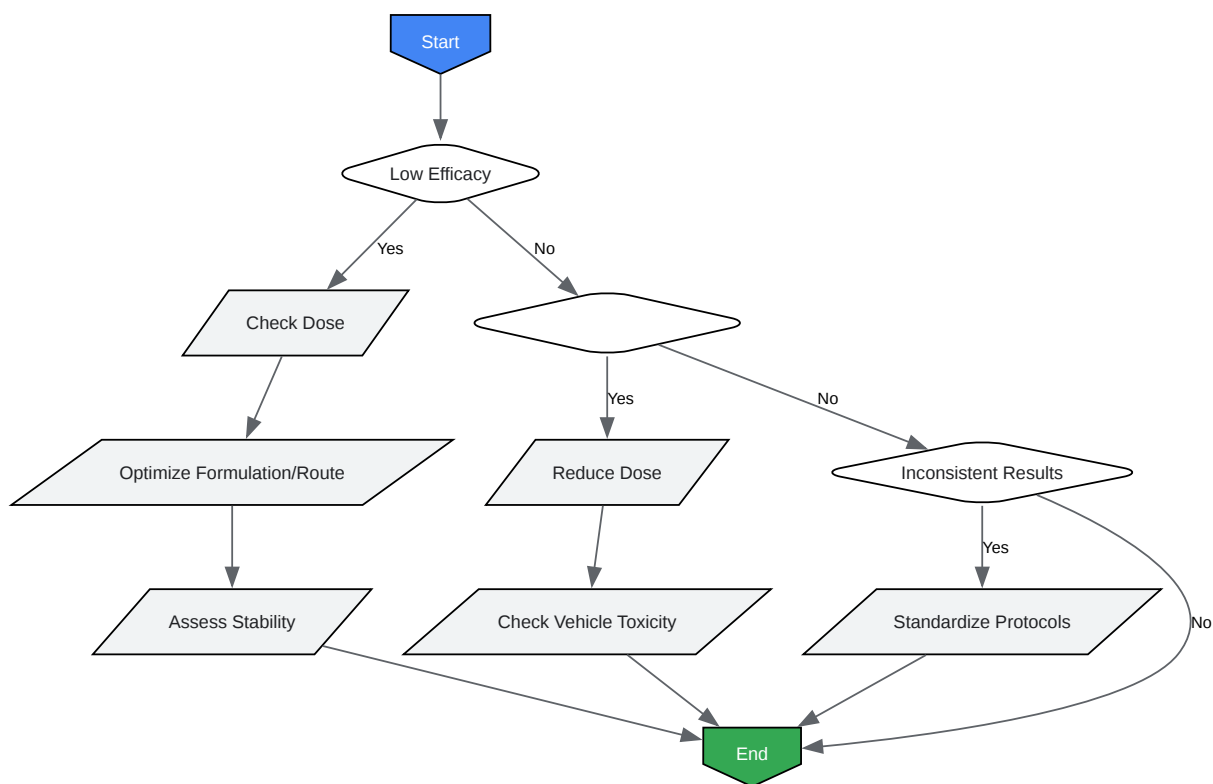 Start
Low Efficacy
Yes
No
Check Dose
Yes
No
Optimize Formulation/Route
Reduce Dose
Inconsistent Results
Yes
Assess Stability
Check Vehicle Toxicity
Standardize Protocols
No
End